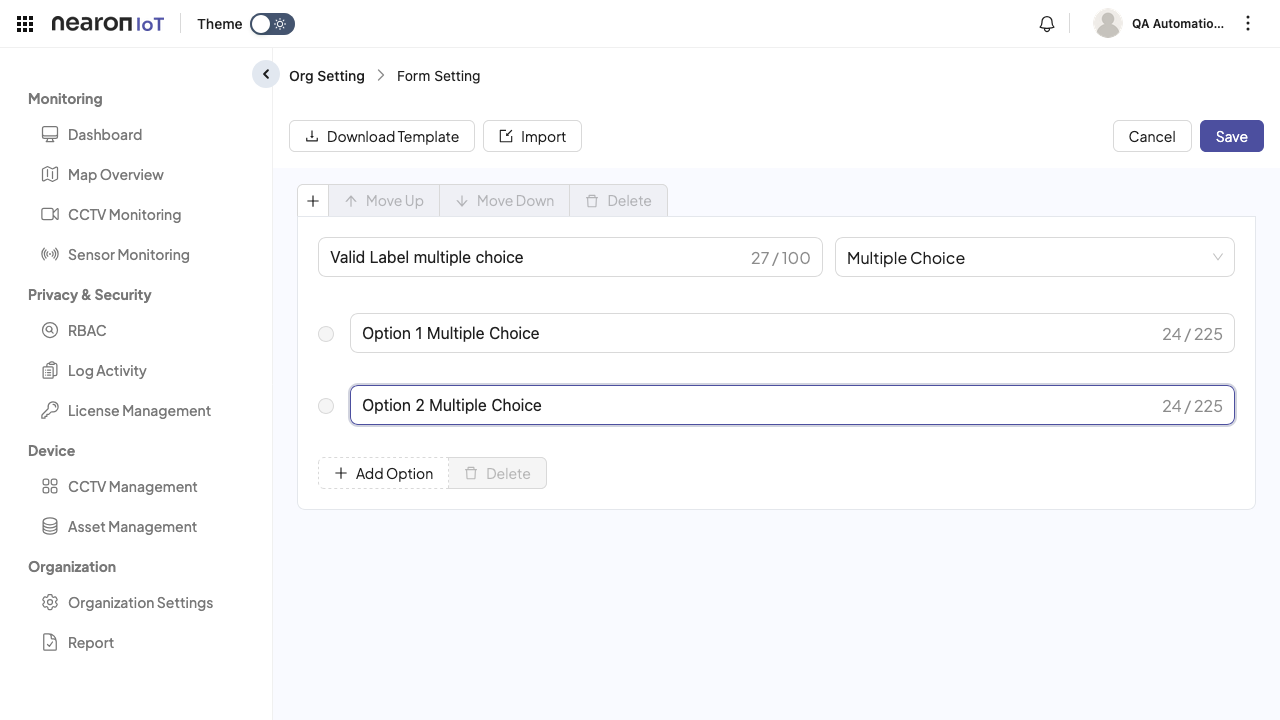 nearon IoT
Theme
QA Automatio...
Org Setting
Form Setting
Monitoring
Dashboard
Map Overview
CCTV Monitoring
Sensor Monitoring
Privacy & Security
RBAC
Log Activity
License Management
Device
CCTV Management
Asset Management
Organization
Organization Settings
Report
Download Template
Import
Cancel
Save
Move Up
Move Down
Delete
Valid Label multiple choice
27 / 100
Multiple Choice
Option 1 Multiple Choice
24 / 225
Option 2 Multiple Choice
24 / 225
Add Option
Delete